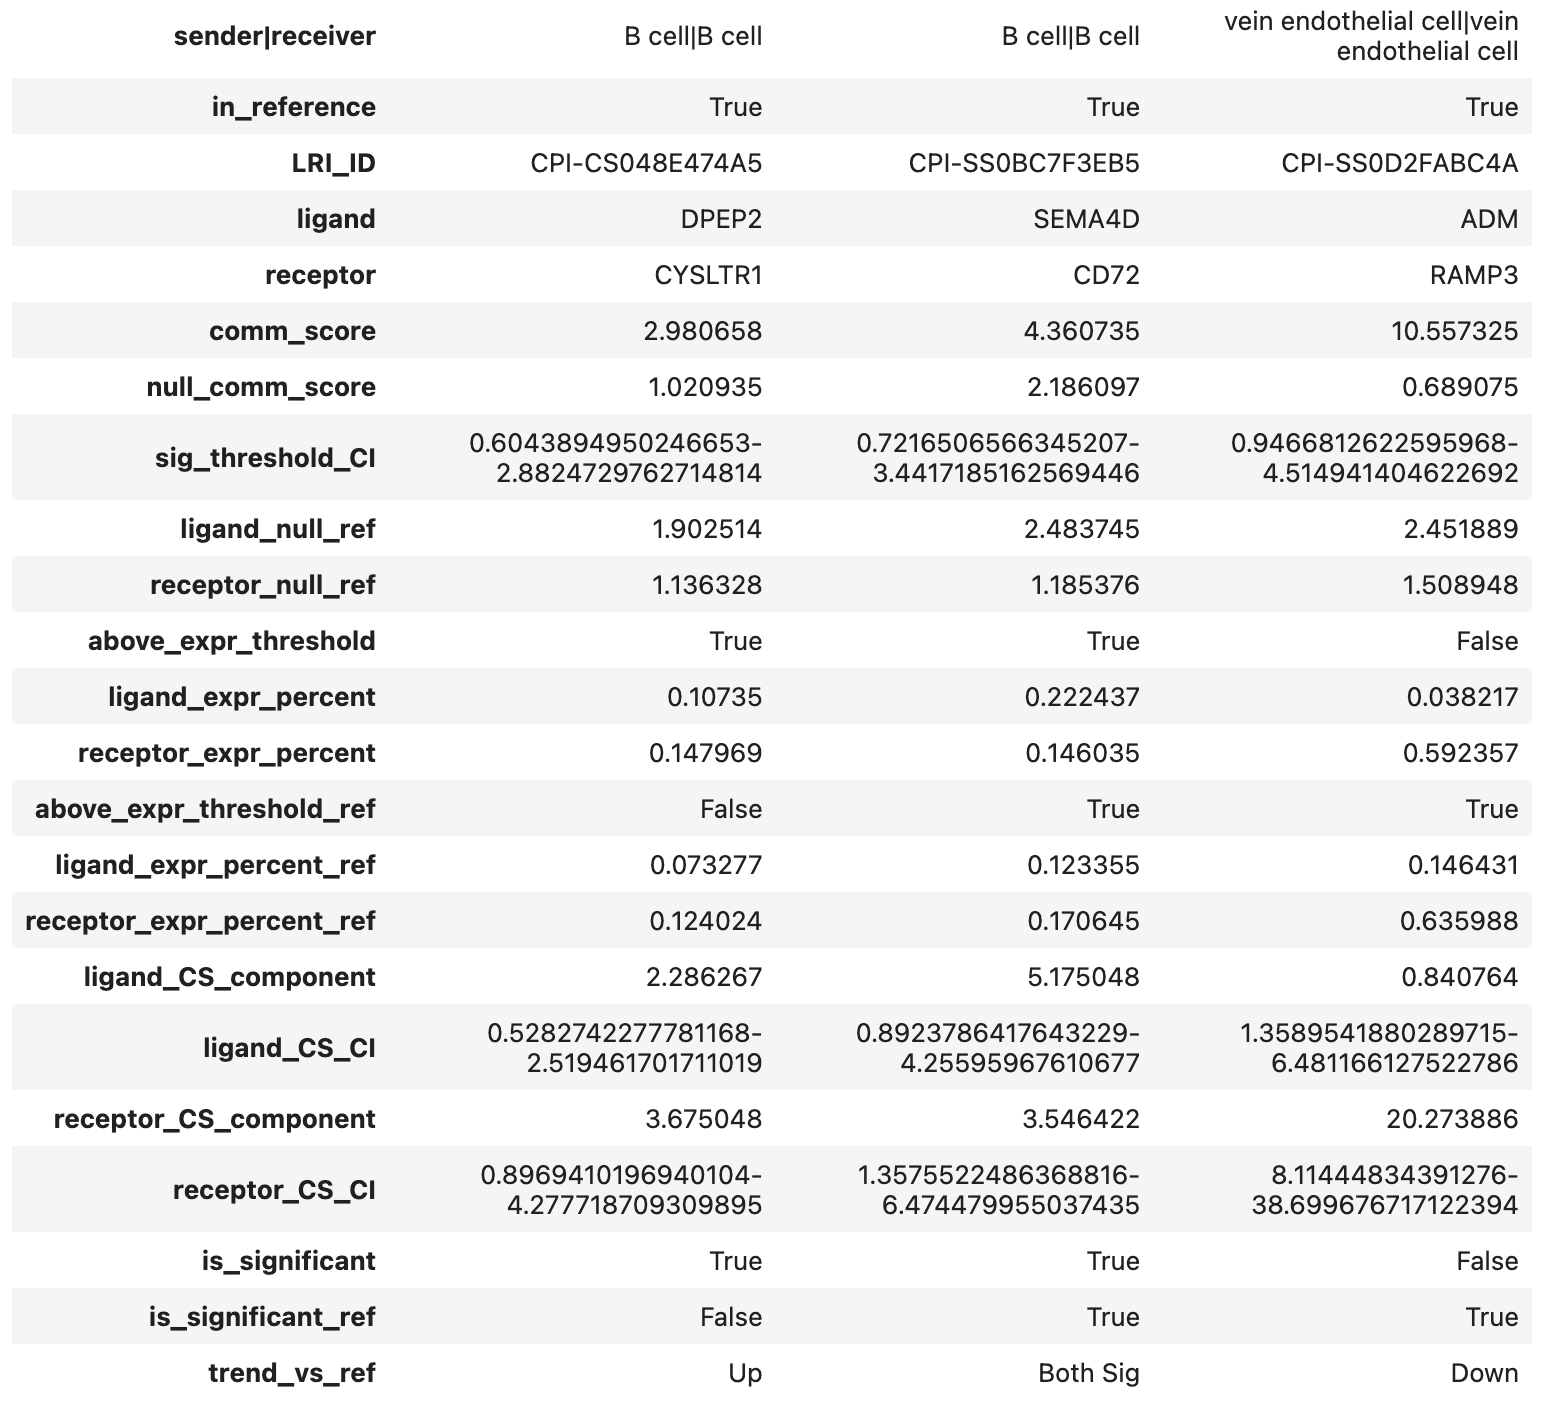 sender|receiver B cell|B cell B cell|B cell vein endothelial cell|vein
endothelial cell
in_reference True True True
LRI_ID CPI-CS048E474A5 CPI-SS0BC7F3EB5 CPI-SS0D2FABC4A
ligand DPEP2 SEMA4D ADM
receptor CYSLTR1 CD72 RAMP3
comm_score 2.980658 4.360735 10.557325
null_comm_score 1.020935 2.186097 0.689075
sig_threshold_CI 0.6043894950246653- 0.7216506566345207- 0.9466812622595968-
2.8824729762714814 3.4417185162569446 4.514941404622692
ligand_null_ref 1.902514 2.483745 2.451889
receptor_null_ref 1.136328 1.185376 1.508948
above_expr_threshold True True False
ligand_expr_percent 0.10735 0.222437 0.038217
receptor_expr_percent 0.147969 0.146035 0.592357
above_expr_threshold_ref False True True
ligand_expr_percent_ref 0.073277 0.123355 0.146431
receptor_expr_percent_ref 0.124024 0.170645 0.635988
ligand_CS_component 2.286267 5.175048 0.840764
ligand_CS_CI 0.5282742277781168- 0.8923786417643229- 1.3589541880289715-
2.519461701711019 4.25595967610677 6.481166127522786
receptor_CS_component 3.675048 3.546422 20.273886
receptor_CS_CI 0.8969410196940104- 1.3575522486368816- 8.11444834391276-
4.277718709309895 6.474479955037435 38.699676717122394
is_significant True True False
is_significant_ref False True True
trend_vs_ref Up Both Sig Down